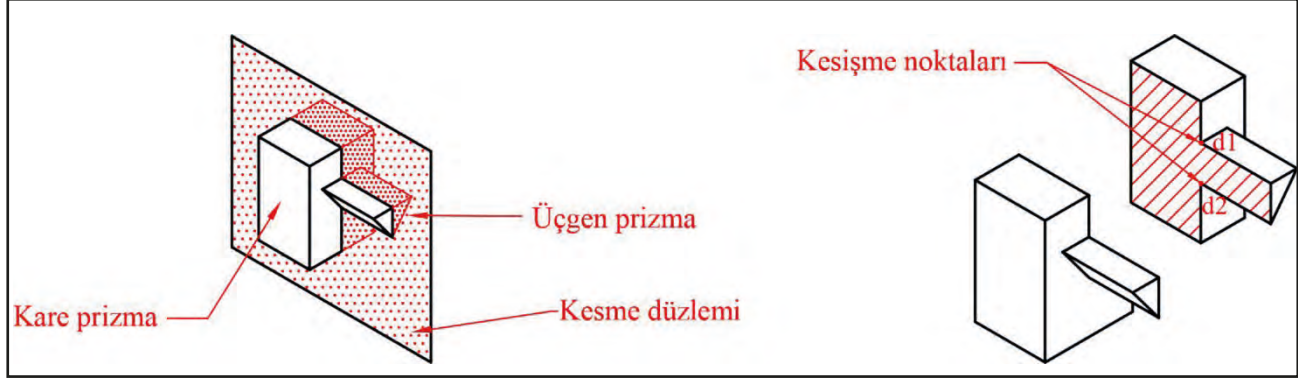 Kesişme noktaları
d1
d2
Üçgen prizma
Kare prizma
Kesme düzlemi